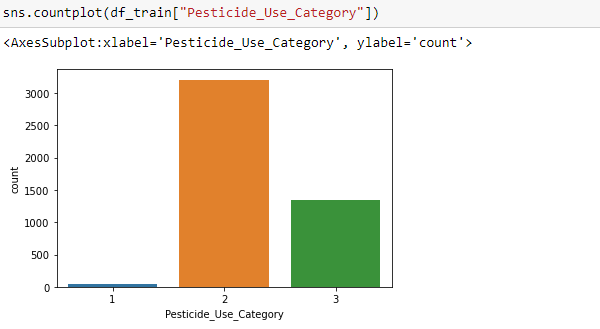 sns.countplot(df_train["Pesticide_Use_Category"])
<AxesSubplot:xlabel='Pesticide_Use_Category', ylabel='count'>
3000
2500
2000
1500
1000
500
0
count
1 2 3
Pesticide_Use_Category